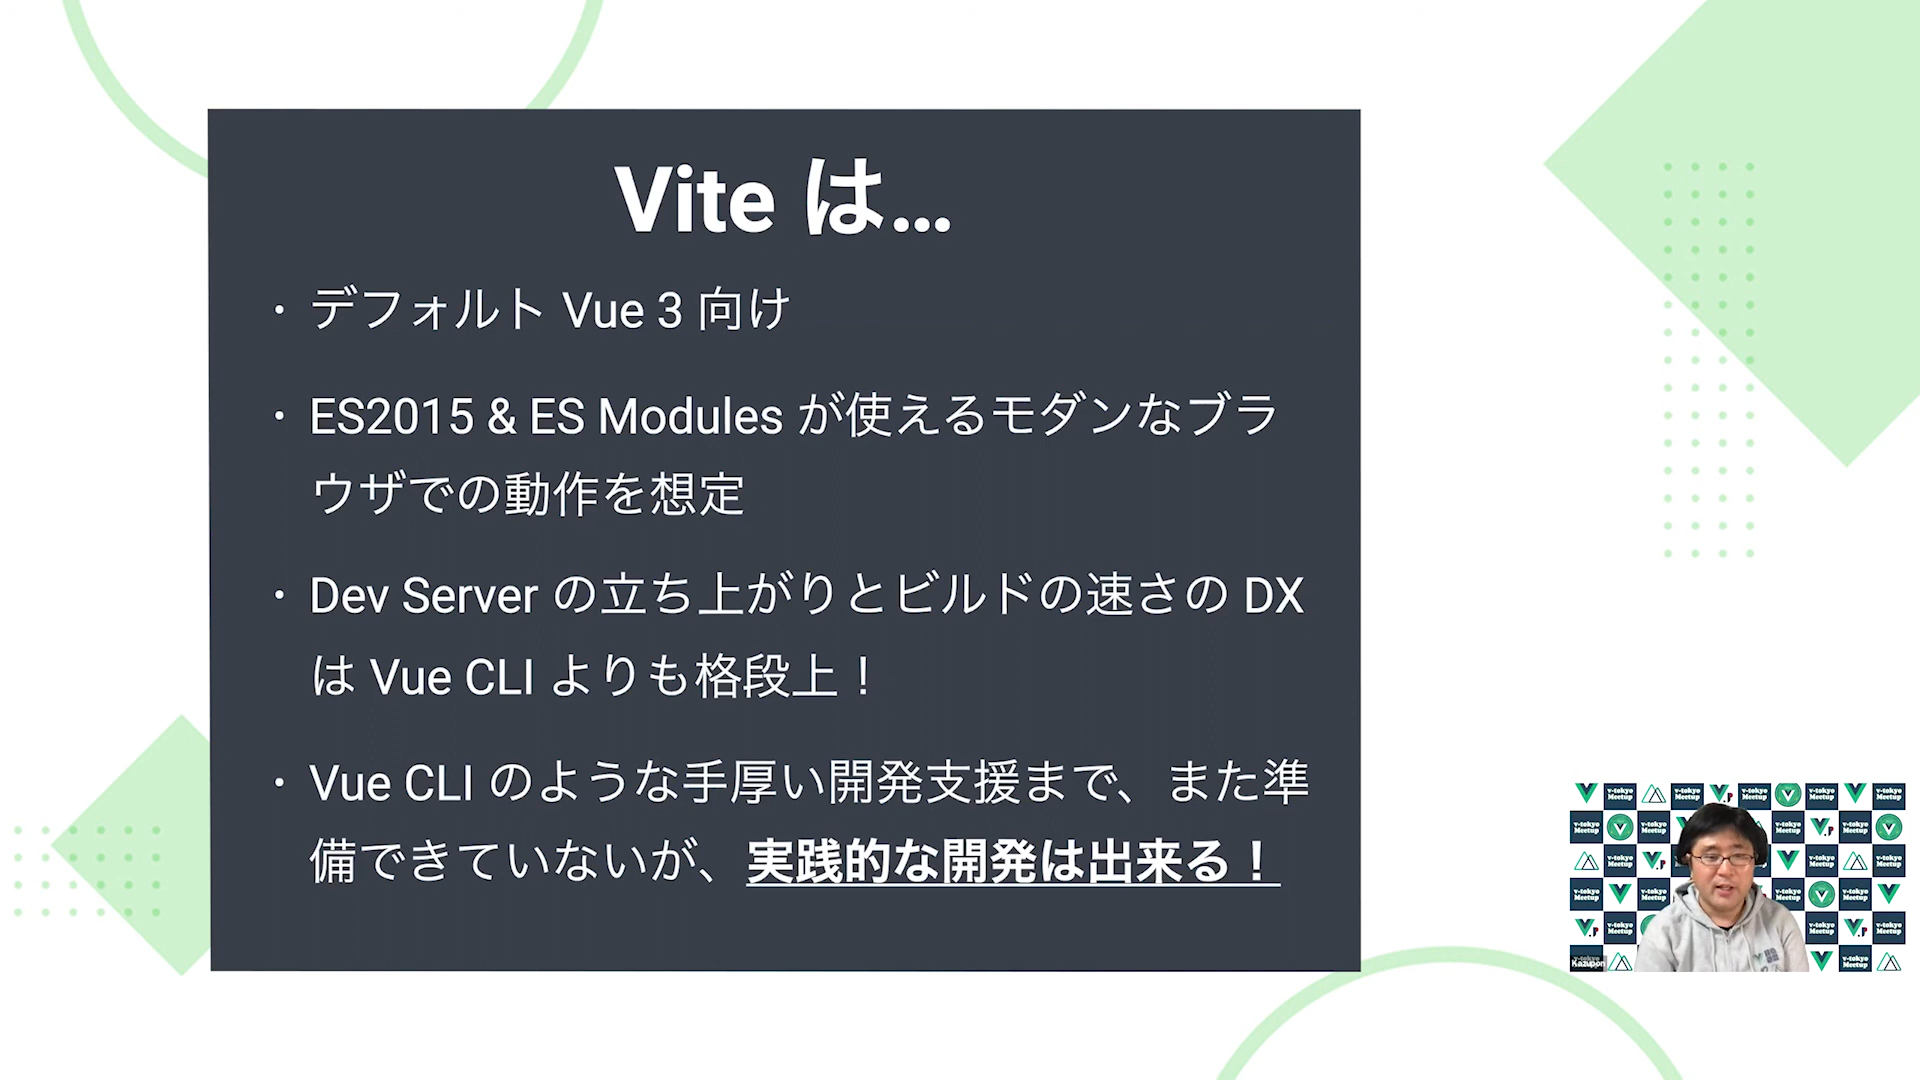 Vite は...
・デフォルト Vue 3 向け
・ES2015 & ES Modules が使えるモダンなブラ
ウザでの動作を想定
・Dev Server の立ち上がりとビルドの速さの DX
は Vue CLI よりも格段上！
・Vue CLI のような手厚い開発支援まで、また準
備できていないが、実践的な開発は出来る！
v-tokyo
Meetup
Kazupon